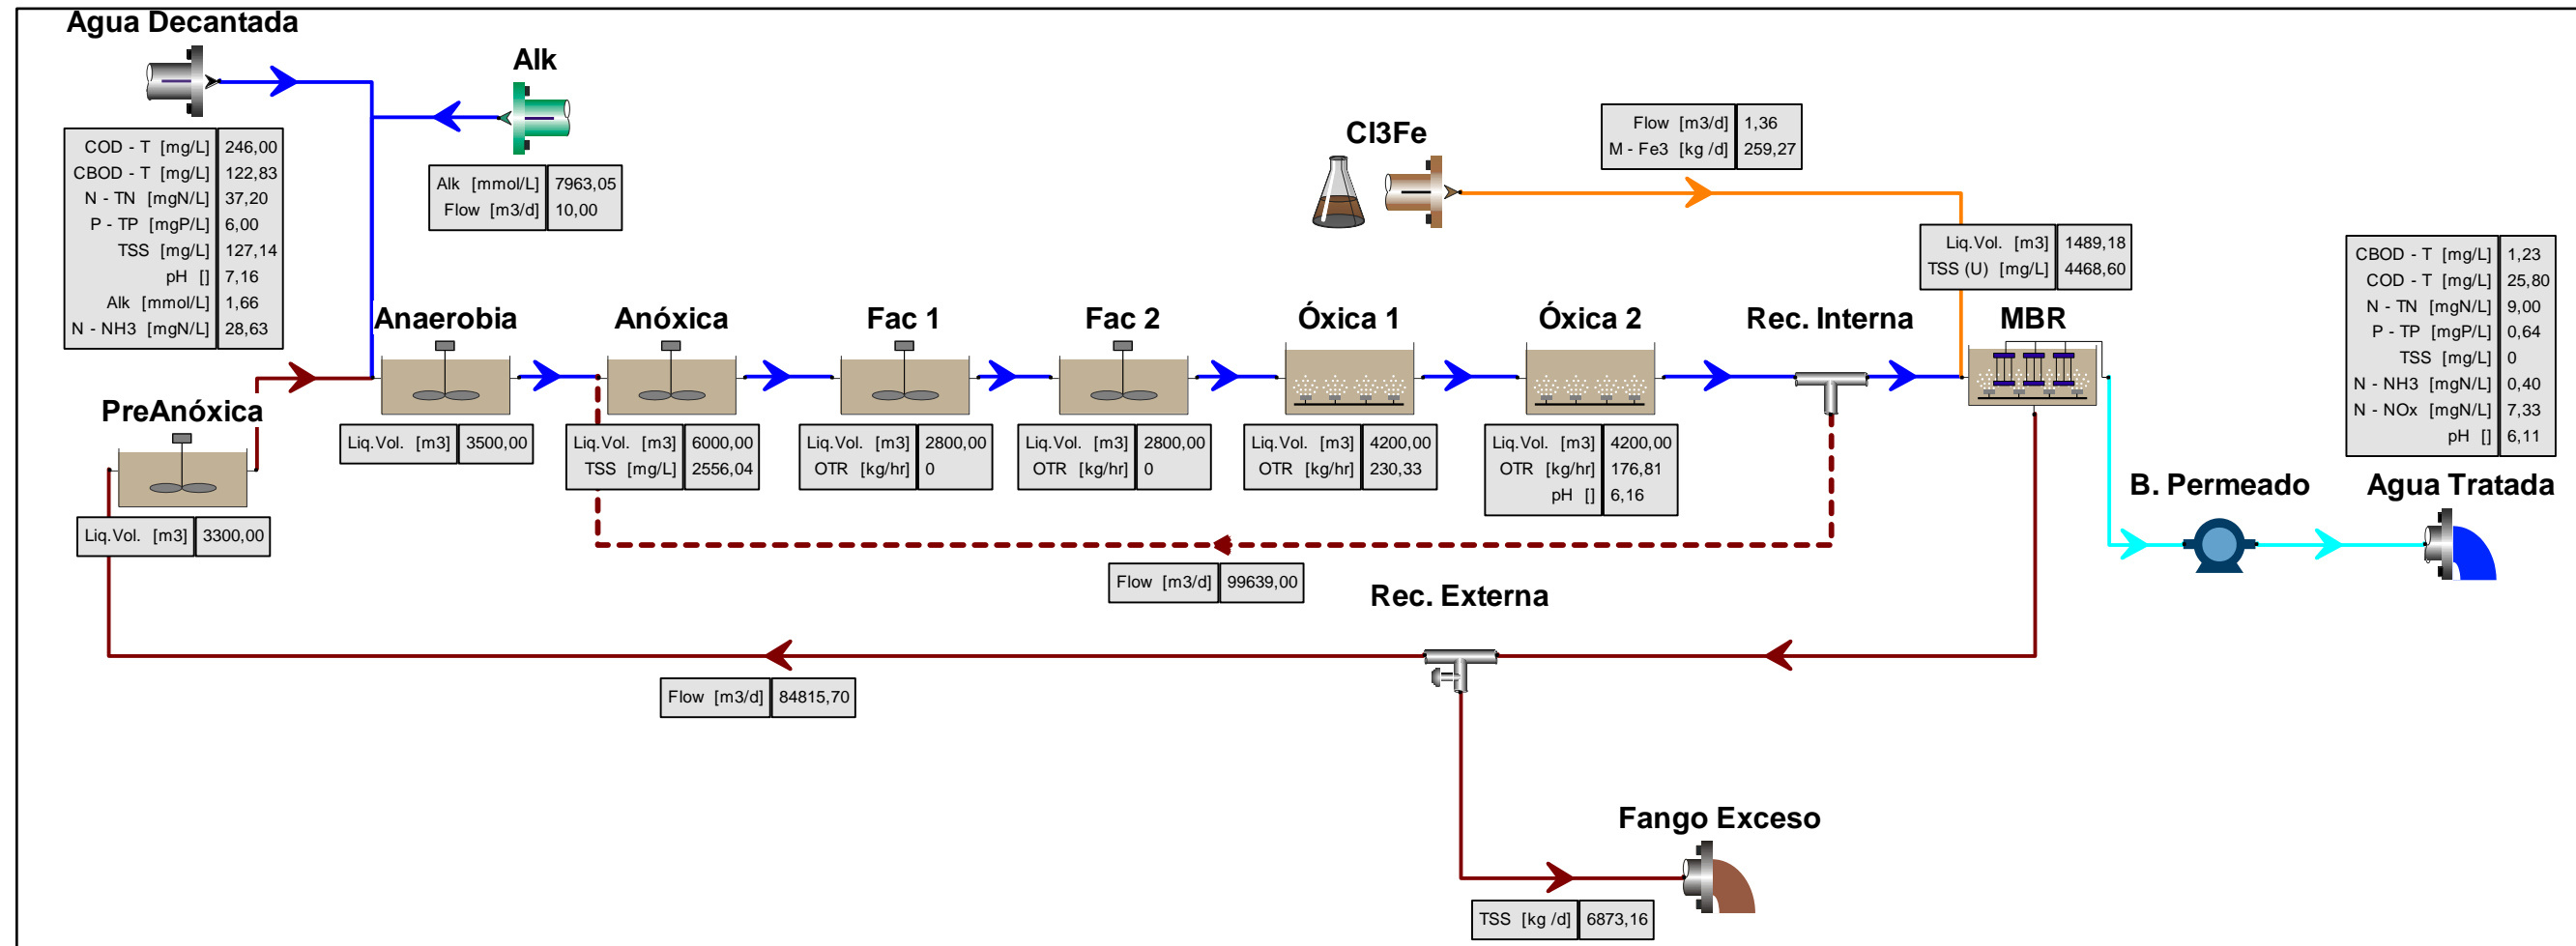 Agua Decantada
COD - T [mg/L] 246,00
CBOD - T [mg/L] 122,83
N - TN [mgN/L] 37,20
P - TP [mgP/L] 6,00
TSS [mg/L] 127,14
pH [] 7,16
Alk [mmol/L] 1,66
N - NH3 [mgN/L] 28,63
Alk
Alk [mmol/L] 7963,05
Flow [m3/d] 10,00
Cl3Fe
Flow [m3/d] 1,36
M - Fe3 [kg /d] 259,27
Liq.Vol. [m3] 1489,18
TSS (U) [mg/L] 4468,60
CBOD - T [mg/L] 1,23
COD - T [mg/L] 25,80
N - TN [mgN/L] 9,00
P - TP [mgP/L] 0,64
TSS [mg/L] 0
N - NH3 [mgN/L] 0,40
N - NOx [mgN/L] 7,33
pH [] 6,11
Anaerobia
Anóxica
Fac 1
Fac 2
Óxica 1
Óxica 2
Rec. Interna
MBR
PreAnóxica
Liq.Vol. [m3] 3500,00
Liq.Vol. [m3] 6000,00
TSS [mg/L] 2556,04
Liq.Vol. [m3] 2800,00
OTR [kg/hr] 0
Liq.Vol. [m3] 2800,00
OTR [kg/hr] 0
Liq.Vol. [m3] 4200,00
OTR [kg/hr] 230,33
Liq.Vol. [m3] 4200,00
OTR [kg/hr] 176,81
pH [] 6,16
B. Permeado
Agua Tratada
Liq.Vol. [m3] 3300,00
Flow [m3/d] 99639,00
Rec. Externa
Flow [m3/d] 84815,70
Fango Exceso
TSS [kg /d] 6873,16